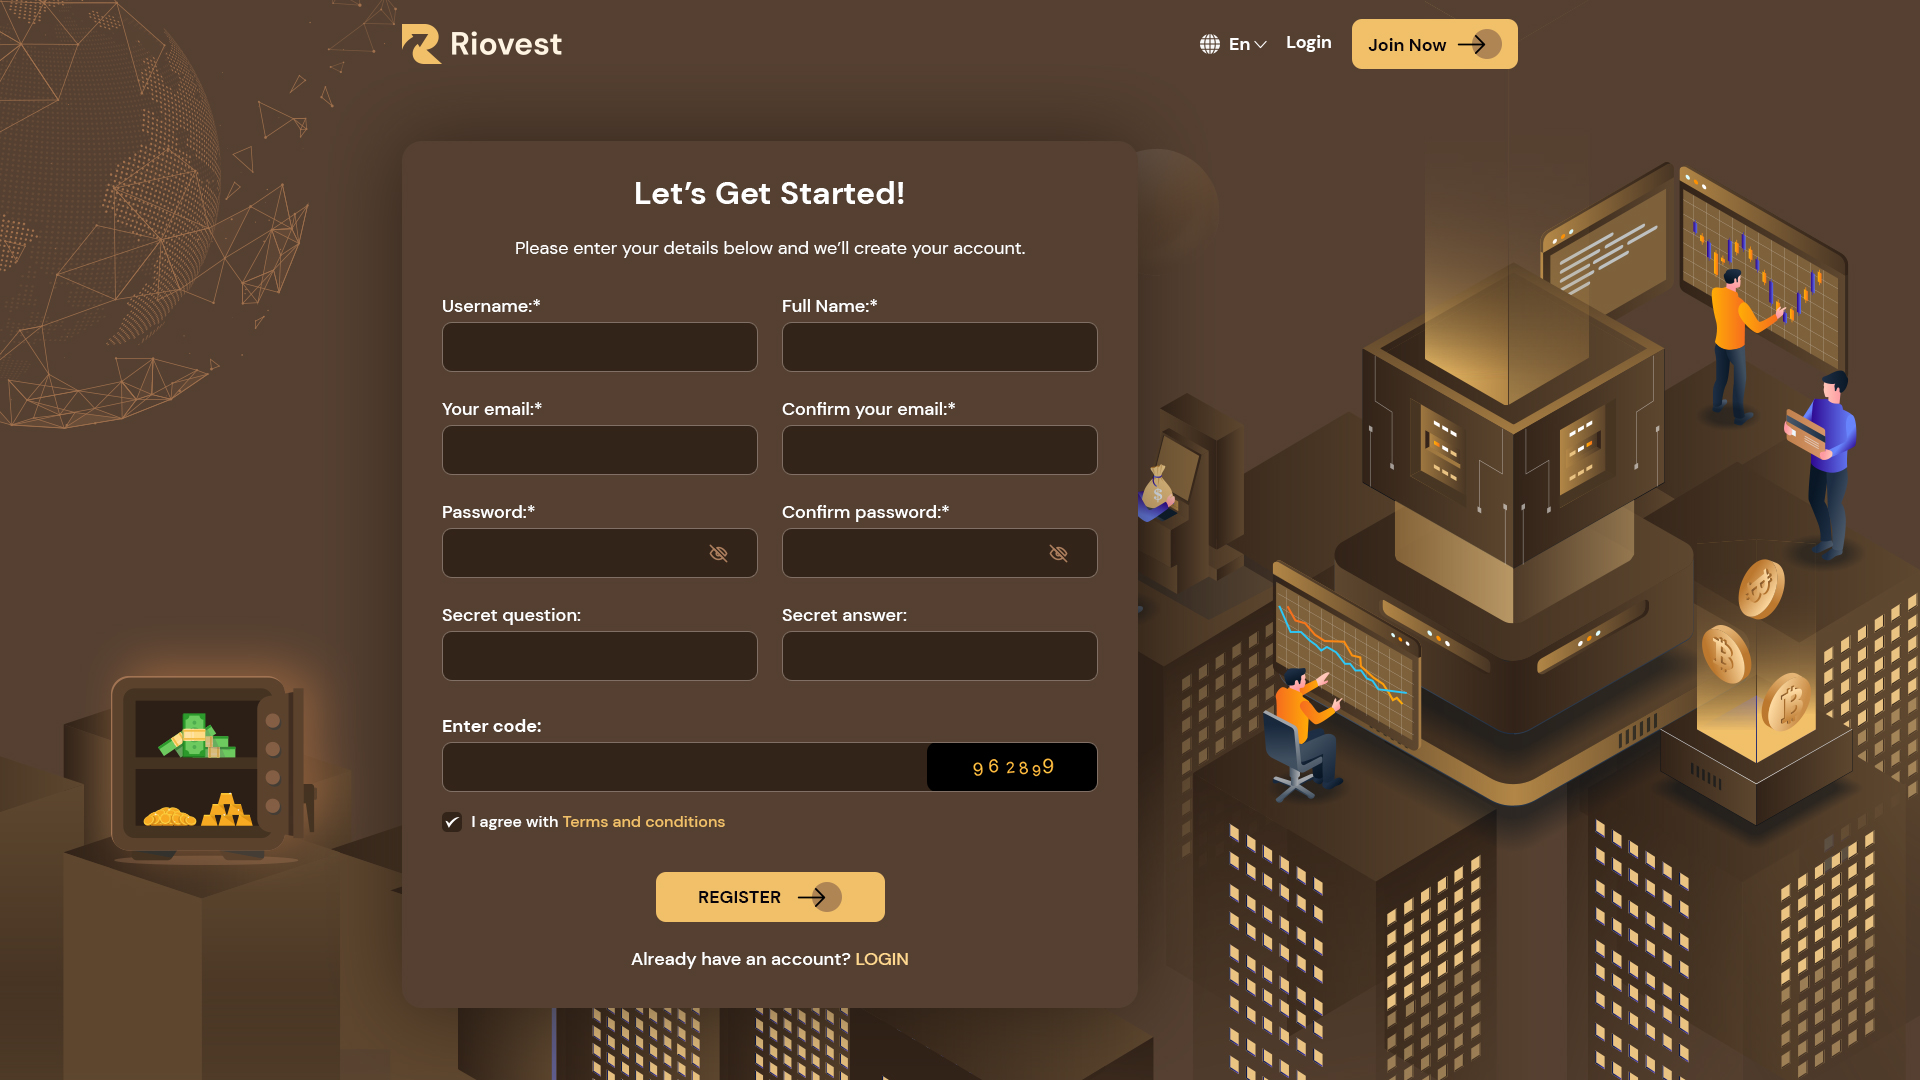 Riovest
En
Login
Join Now
Let’s Get Started!
Please enter your details below and we’ll create your account.
Username:*
Full Name:*
Your email:*
Confirm your email:*
Password:*
Confirm password:*
Secret question:
Secret answer:
Enter code:
962899
I agree with Terms and conditions
REGISTER
Already have an account? LOGIN